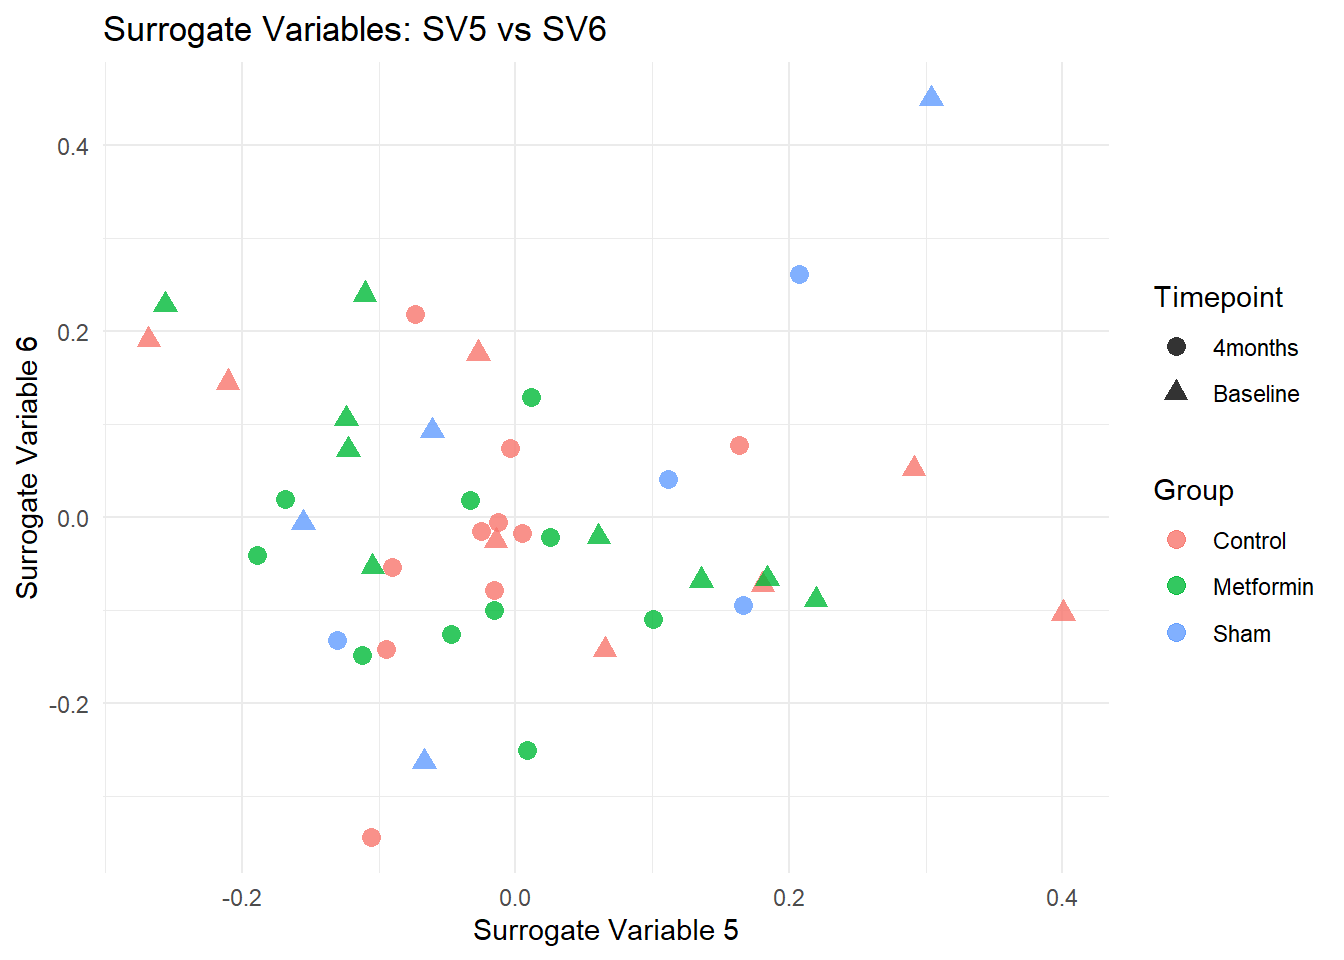 Surrogate Variables: SV5 vs SV6
0.4
0.2
0.0
-0.2
Surrogate Variable 6
-0.2
0.0
0.2
0.4
Surrogate Variable 5
Timepoint
4months
Baseline
Group
Control
Metformin
Sham